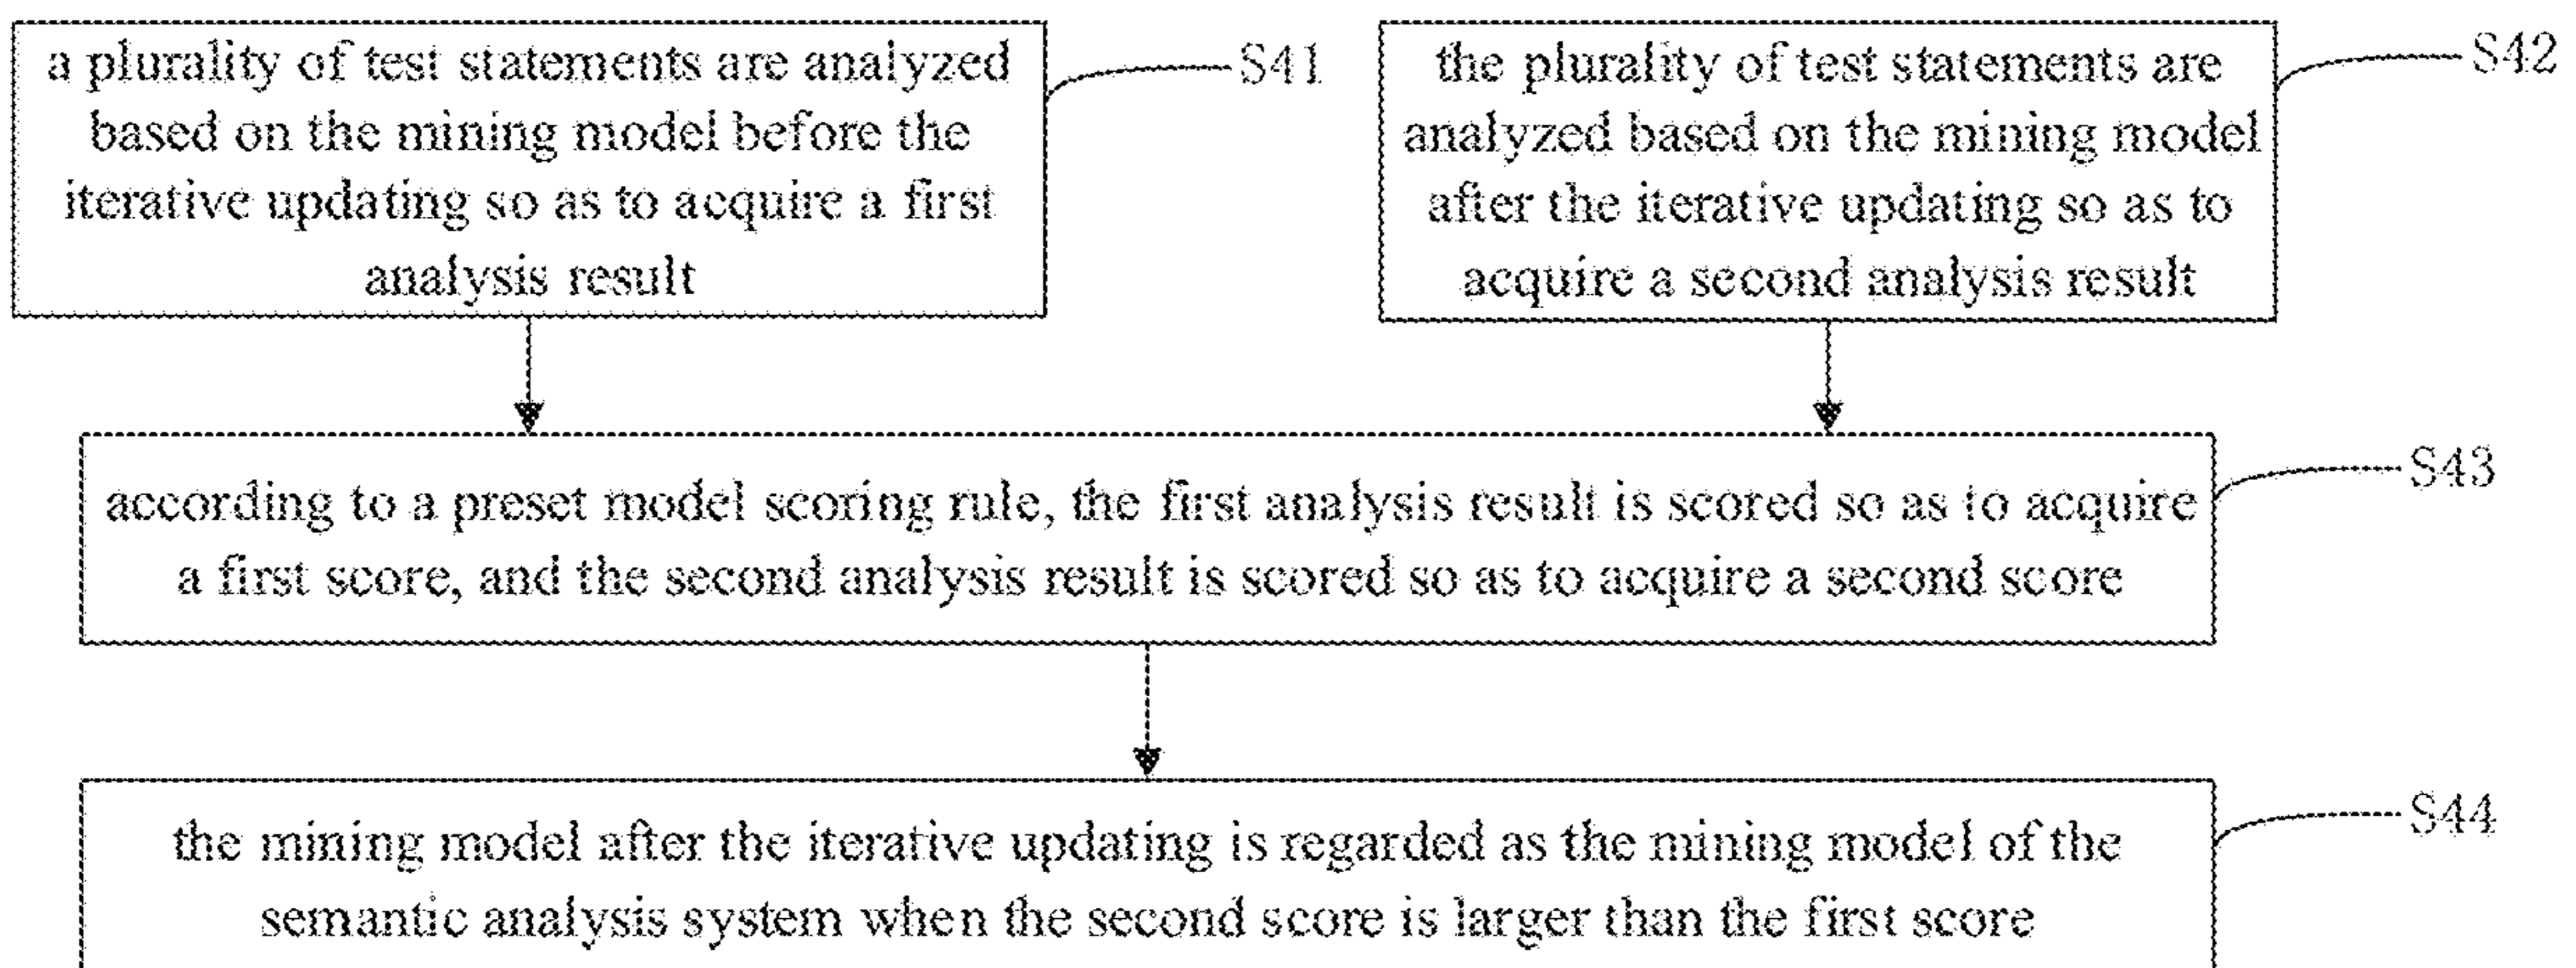 a plurality of test statements are analyzed
based on the mining model before the
iterative updating so as to acquire a first
analysis result
S41
the plurality of test statements are
analyzed based on the mining model
after the iterative updating so as to
acquire a second analysis result
S42
according to a preset model scoring rule, the first analysis result is scored so as to acquire
a first score, and the second analysis result is scored so as to acquire a second score
S43
the mining model after the iterative updating is regarded as the mining model of the
semantic analysis system when the second score is larger than the first score
S44